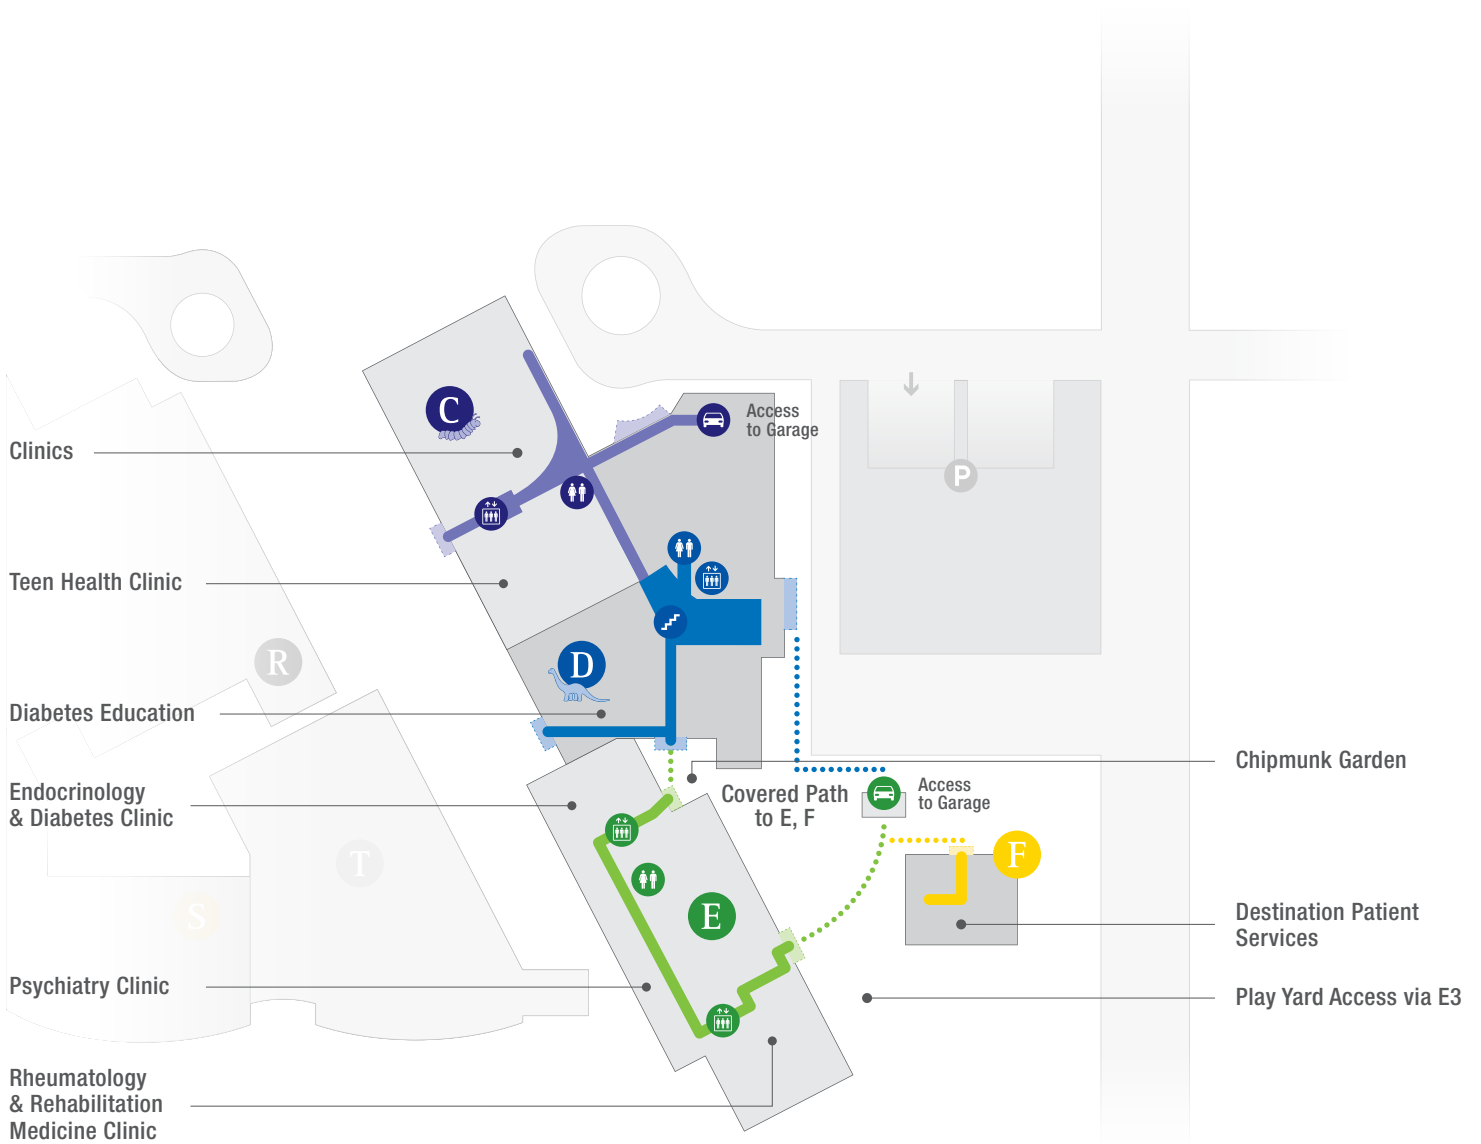 C
Access
to Garage
Clinics
P
Teen Health Clinic
R
D
Diabetes Education
Chipmunk Garden
Endocrinology
& Diabetes Clinic
Covered Path
to E, F
Access
to Garage
T
F
S
E
Destination Patient
Services
Psychiatry Clinic
Play Yard Access via E3
Rheumatology
& Rehabilitation
Medicine Clinic